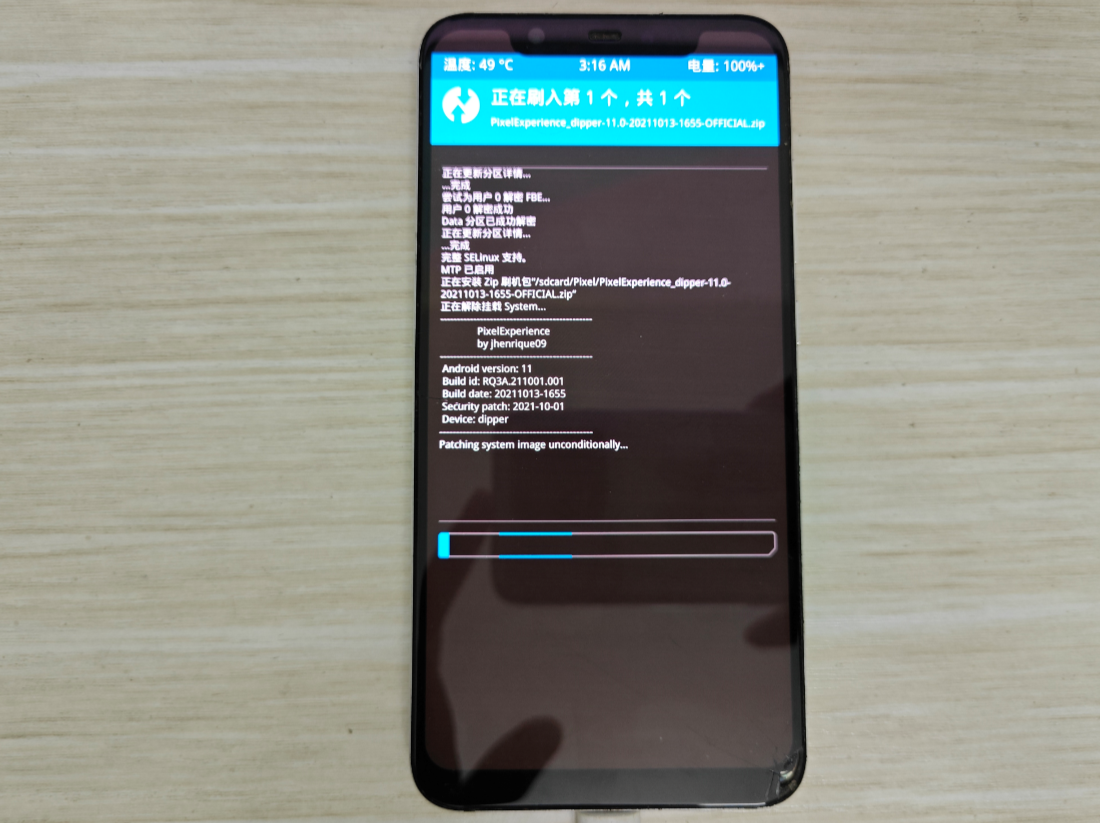 温度: 49 °C 3:16 AM 电量: 100%+
正在刷入第 1 个，共 1 个
PixelExperience_dipper-11.0-20211013-1655-OFFICIAL.zip
正在更新分区详情...
...完成
尝试为用户 0 解密 FBE...
用户 0 解密成功
Data 分区已成功解密
正在更新分区详情...
...完成
完整 SELinux 支持。
MTP 已启用
正在安装 Zip 刷机包“/sdcard/Pixel/PixelExperience_dipper-11.0-
20211013-1655-OFFICIAL.zip”
正在解除挂载 System...
PixelExperience
by jhenrique09
Android version: 11
Build id: RQ3A.211001.001
Build date: 20211013-1655
Security patch: 2021-10-01
Device: dipper
Patching system image unconditionally...